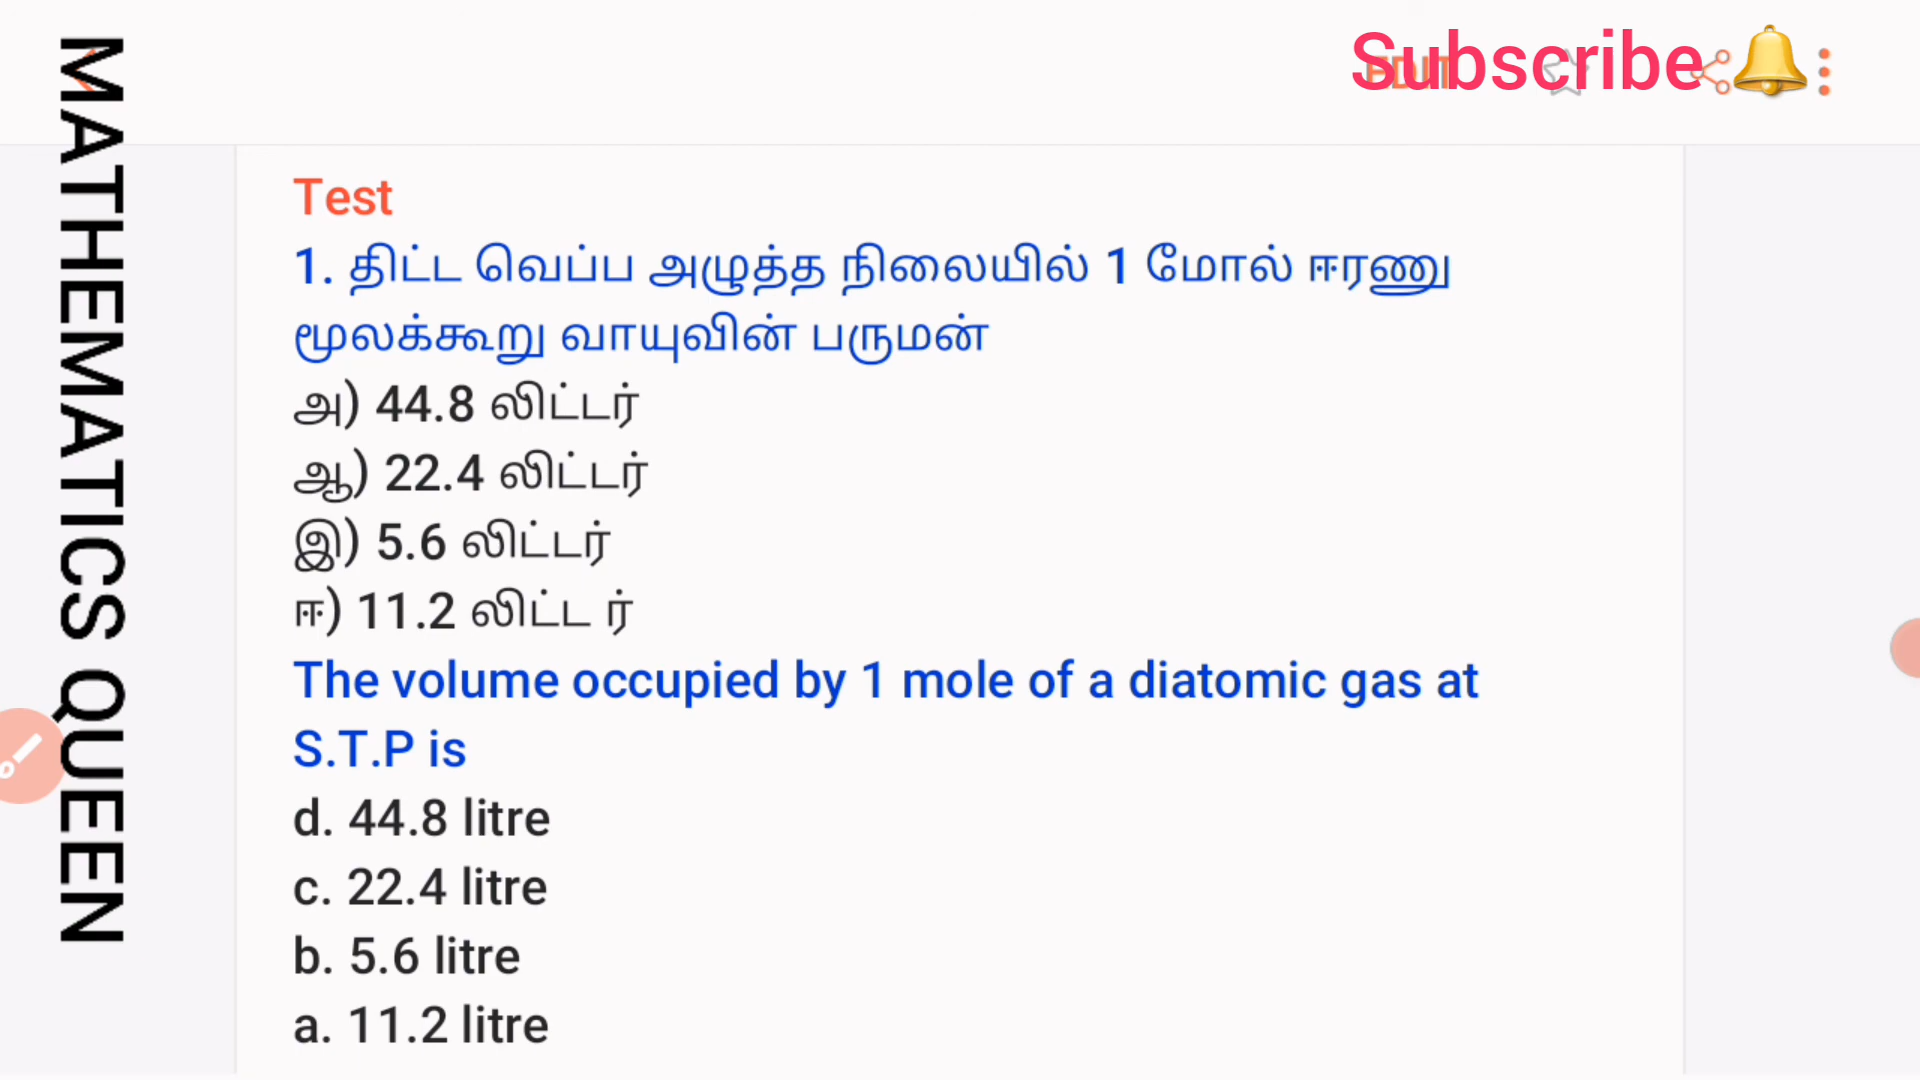 MATHEMATICS QUEEN
Subscribe🔔
EDIT
Test
1. திட்ட வெப்ப அழுத்த நிலையில் 1 மோல் ஈரணு
மூலக்கூறு வாயுவின் பருமன்
அ) 44.8 லிட்டர்
ஆ) 22.4 லிட்டர்
இ) 5.6 லிட்டர்
ஈ) 11.2 லிட்ட ர்
The volume occupied by 1 mole of a diatomic gas at
S.T.P is
d. 44.8 litre
c. 22.4 litre
b. 5.6 litre
a. 11.2 litre